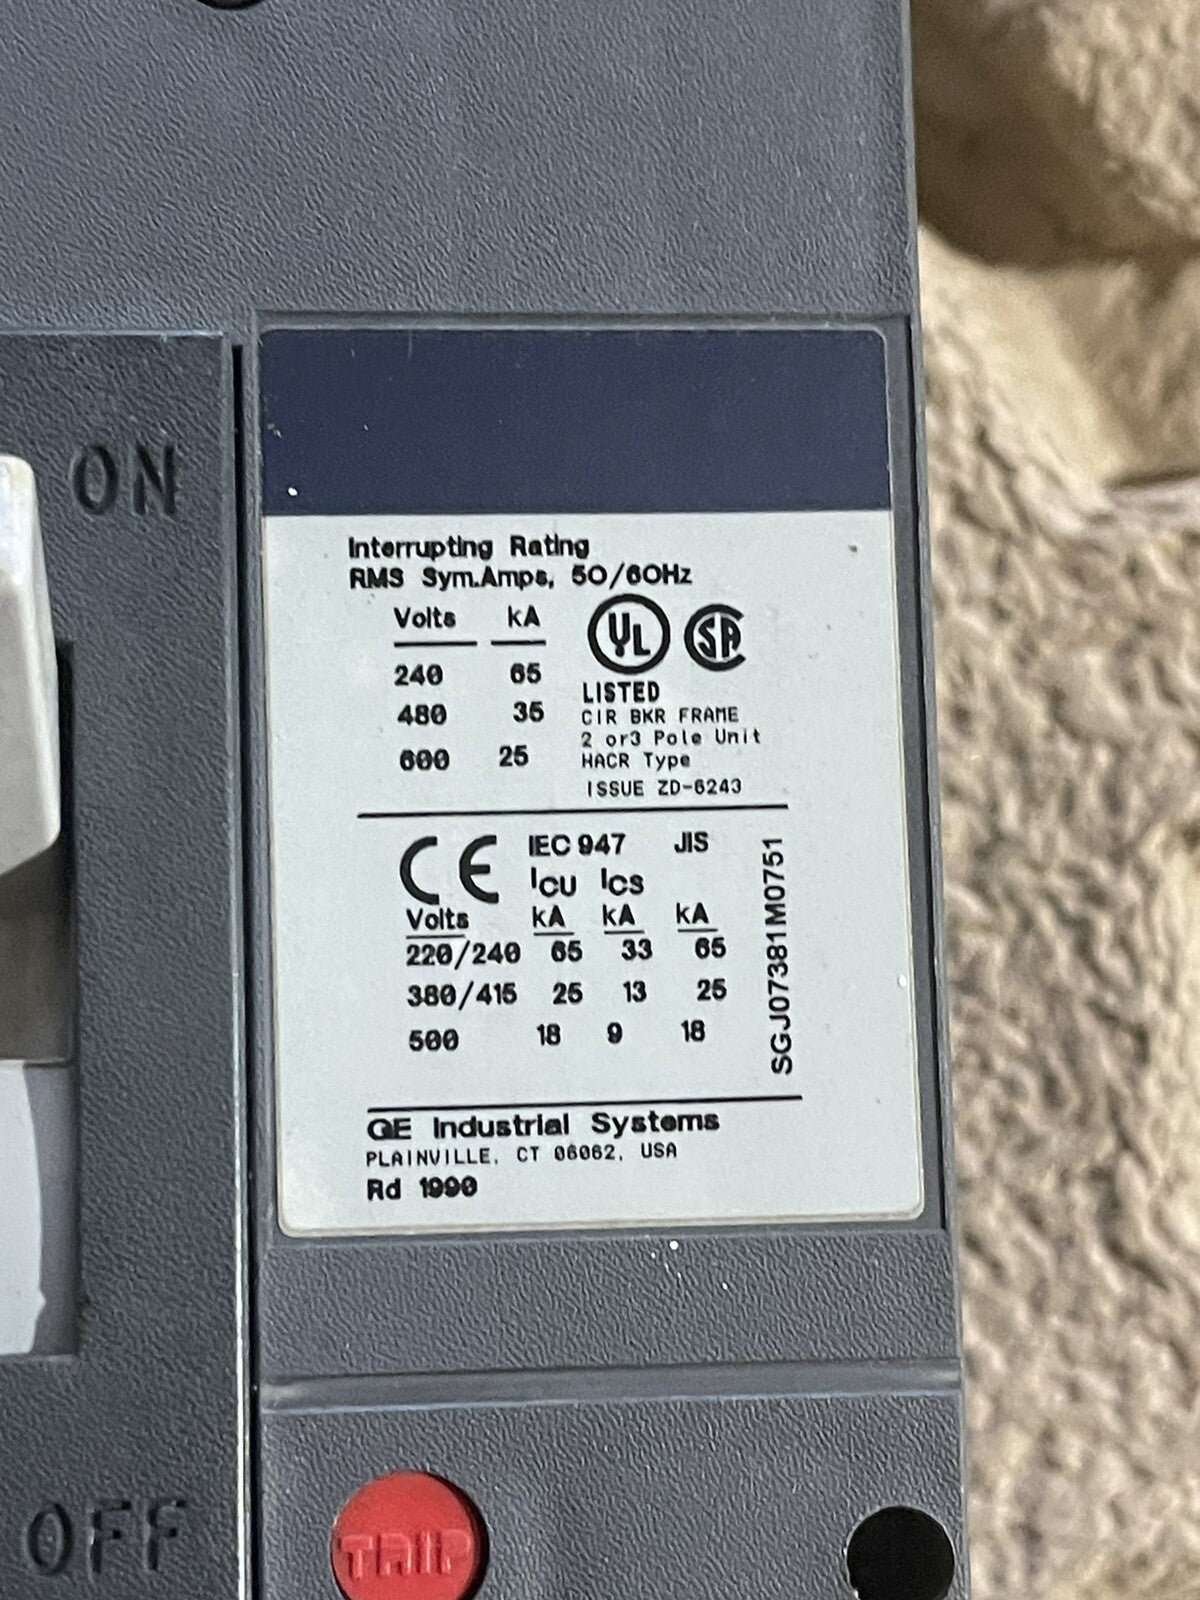 ON
Interrupting Rating
RMS Sym.Amps, 50/60Hz
Volts kA
240 65
480 35
600 25
UL SA
LISTED
CIR BKR FRAME
2 or3 Pole Unit
HACR Type
ISSUE ZD-6243
CE IEC 947 JIS
ICU ICS
Volts kA kA kA
220/240 65 33 65
380/415 25 13 25
500 18 9 18
SGJ07381M0751
GE Industrial Systems
PLAINVILLE, CT 06062, USA
Rd 1990
OFF
TRIP